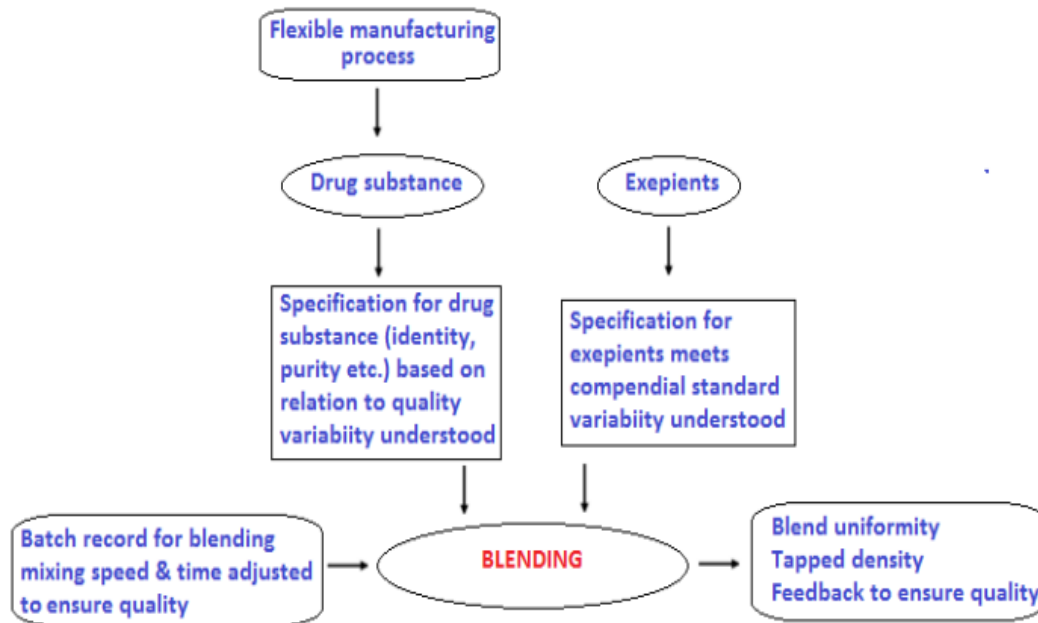 Flexible manufacturing
process
Drug substance
Exepients
Specification for drug
substance (identity,
purity etc.) based on
relation to quality
variabiity understood
Specification for
exepients meets
compendial standard
variabiity understood
Batch record for blending
mixing speed & time adjusted
to ensure quality
BLENDING
Blend uniformity
Tapped density
Feedback to ensure quality